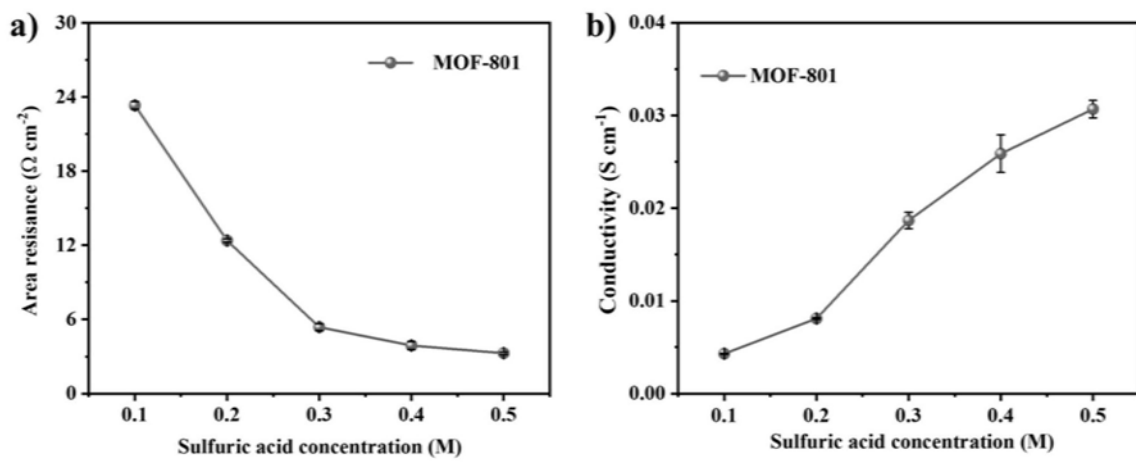 a)
MOF-801
30
24
18
12
6
0
Area resisance (Ω cm⁻²)
0.1 0.2 0.3 0.4 0.5
Sulfuric acid concentration (M)
b)
MOF-801
0.04
0.03
0.02
0.01
0.00
Conductivity (S cm⁻¹)
0.1 0.2 0.3 0.4 0.5
Sulfuric acid concentration (M)